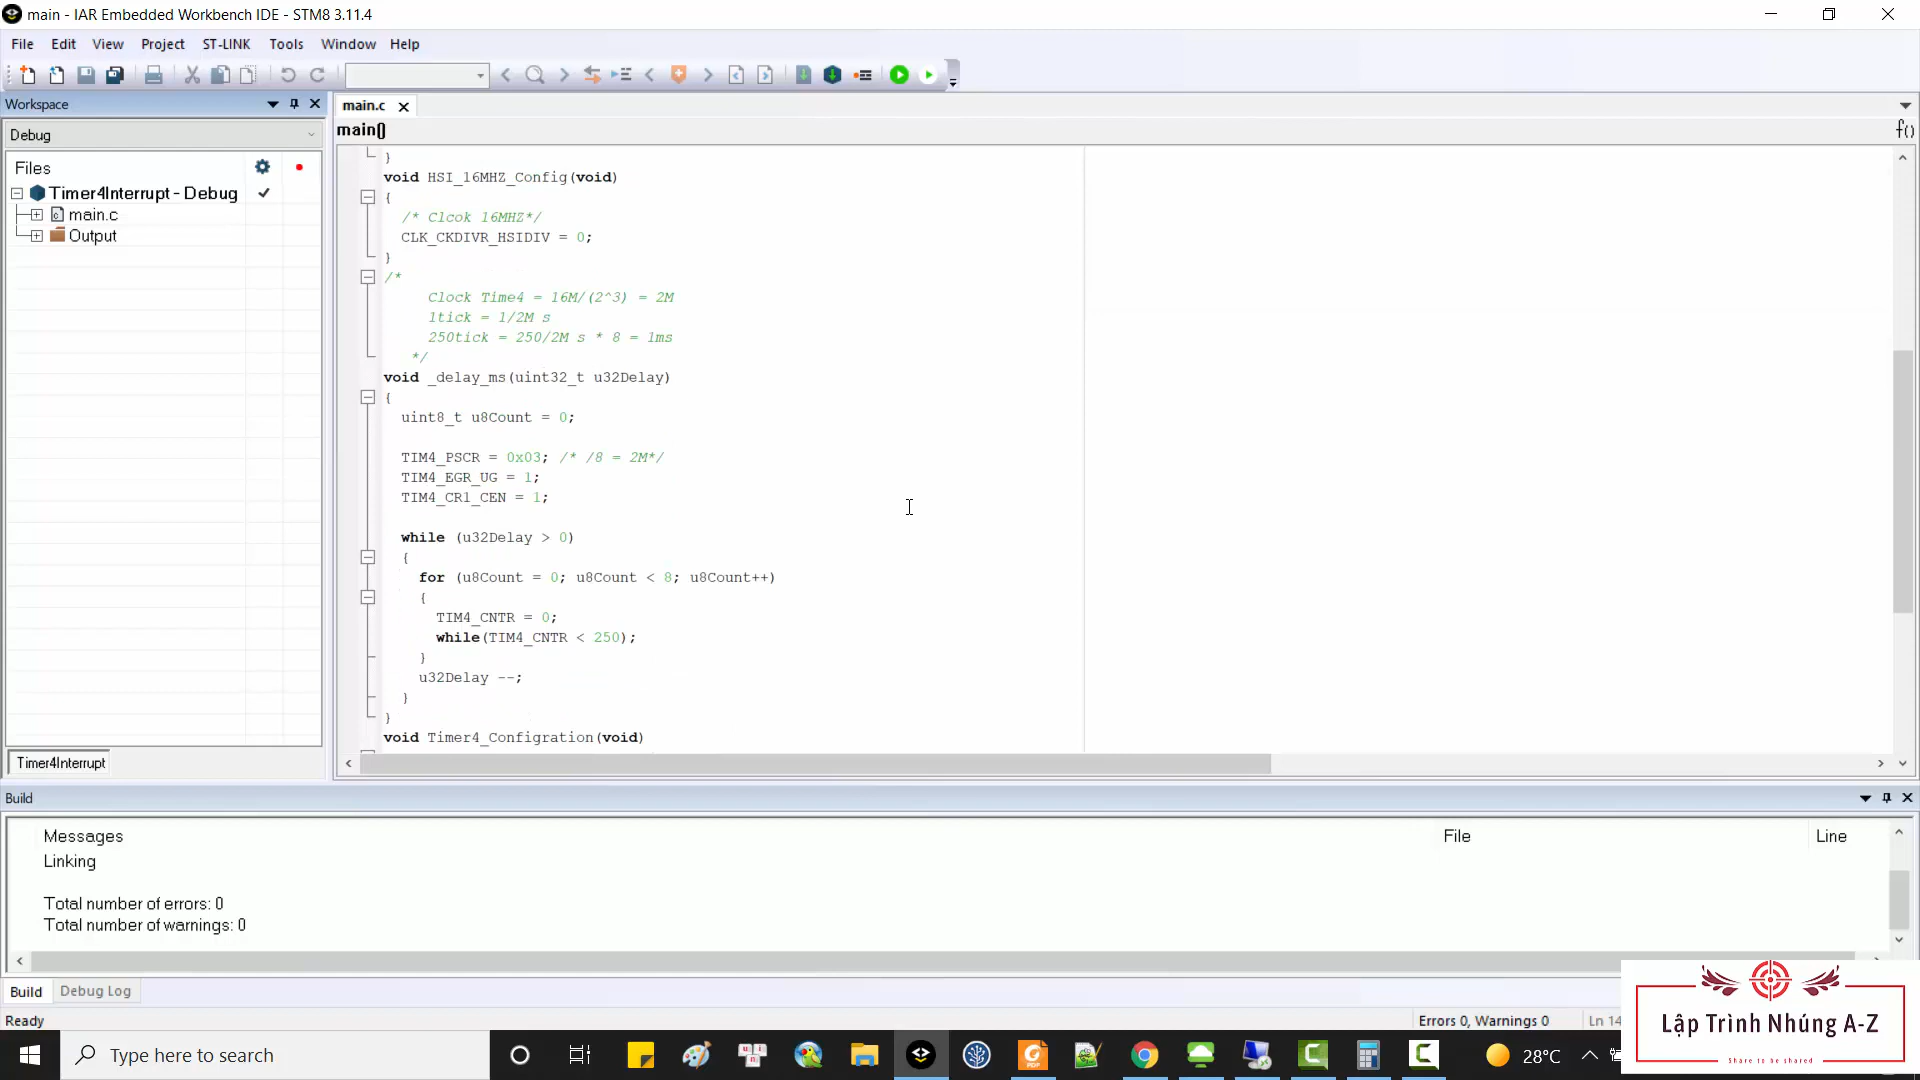 main - IAR Embedded Workbench IDE - STM8 3.11.4
File Edit View Project ST-LINK Tools Window Help
Workspace
Debug
Files
Timer4Interrupt - Debug
main.c
Output
Timer4Interrupt
main.c
main()
f()
}
void HSI_16MHZ_Config(void)
{
/* Clcok 16MHZ*/
CLK_CKDIVR_HSIDIV = 0;
}
/*
Clock Time4 = 16M/(2^3) = 2M
1tick = 1/2M s
250tick = 250/2M s * 8 = 1ms
*/
void _delay_ms(uint32_t u32Delay)
{
uint8_t u8Count = 0;
TIM4_PSCR = 0x03; /* /8 = 2M*/
TIM4_EGR_UG = 1;
TIM4_CR1_CEN = 1;
while (u32Delay > 0)
{
for (u8Count = 0; u8Count < 8; u8Count++)
{
TIM4_CNTR = 0;
while(TIM4_CNTR < 250);
}
u32Delay --;
}
}
void Timer4_Configration(void)
Build
Messages File Line
Linking
Total number of errors: 0
Total number of warnings: 0
Build Debug Log
Ready
Errors 0, Warnings 0
Ln 14
Lập Trình Nhúng A-Z
Share to be shared
Type here to search
28°C